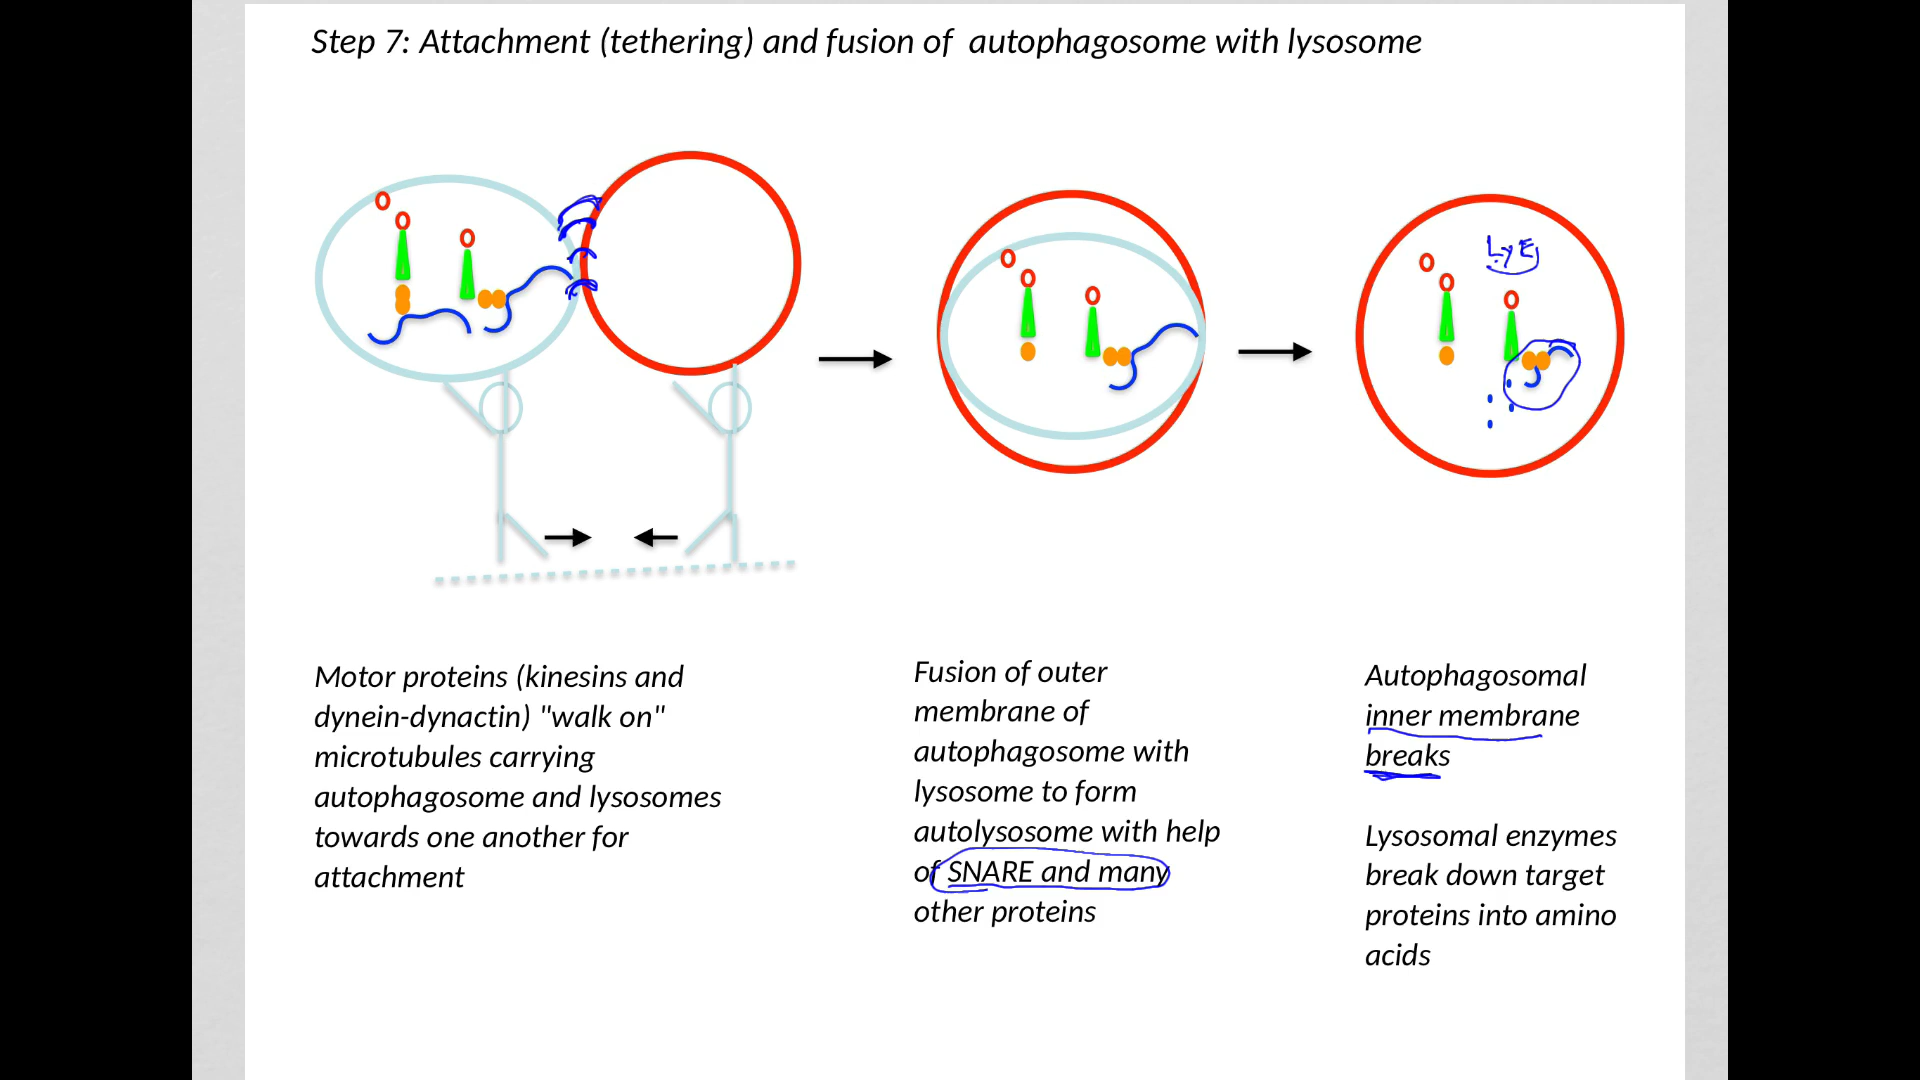 Step 7: Attachment (tethering) and fusion of autophagosome with lysosome
LyE
Motor proteins (kinesins and
dynein-dynactin) "walk on"
microtubules carrying
autophagosome and lysosomes
towards one another for
attachment
Fusion of outer
membrane of
autophagosome with
lysosome to form
autolysosome with help
of SNARE and many
other proteins
Autophagosomal
inner membrane
breaks
Lysosomal enzymes
break down target
proteins into amino
acids